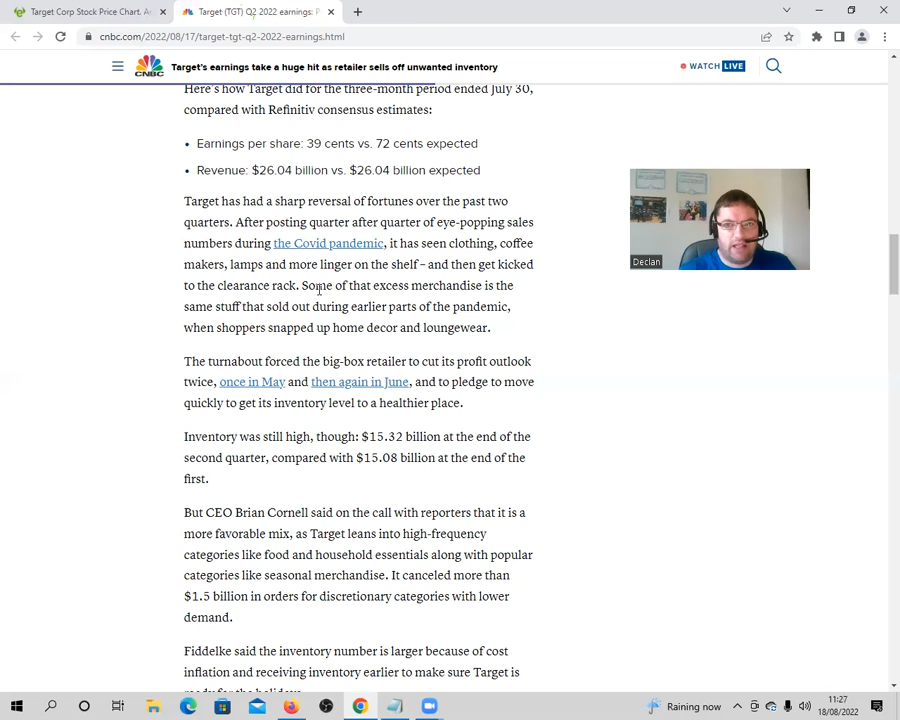 Target Corp Stock Price Chart. A
Target (TGT) Q2 2022 earnings: P
cnbc.com/2022/08/17/target-tgt-q2-2022-earnings.html
CNBC
Target's earnings take a huge hit as retailer sells off unwanted inventory
WATCH LIVE
Here's how Target did for the three-month period ended July 30,
compared with Refinitiv consensus estimates:
• Earnings per share: 39 cents vs. 72 cents expected
• Revenue: $26.04 billion vs. $26.04 billion expected
Target has had a sharp reversal of fortunes over the past two
quarters. After posting quarter after quarter of eye-popping sales
numbers during the Covid pandemic, it has seen clothing, coffee
makers, lamps and more linger on the shelf – and then get kicked
to the clearance rack. Some of that excess merchandise is the
same stuff that sold out during earlier parts of the pandemic,
when shoppers snapped up home decor and loungewear.
The turnabout forced the big-box retailer to cut its profit outlook
twice, once in May and then again in June, and to pledge to move
quickly to get its inventory level to a healthier place.
Inventory was still high, though: $15.32 billion at the end of the
second quarter, compared with $15.08 billion at the end of the
first.
But CEO Brian Cornell said on the call with reporters that it is a
more favorable mix, as Target leans into high-frequency
categories like food and household essentials along with popular
categories like seasonal merchandise. It canceled more than
$1.5 billion in orders for discretionary categories with lower
demand.
Fiddelke said the inventory number is larger because of cost
inflation and receiving inventory earlier to make sure Target is
ready for the holidays.
Declan
Raining now
11:27
18/08/2022